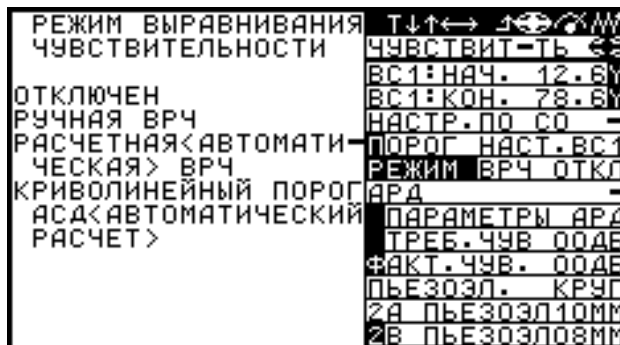 РЕЖИМ ВЫРАВНИВАНИЯ
ЧУВСТВИТЕЛЬНОСТИ
ОТКЛЮЧЕН
РУЧНАЯ ВРЧ
РАСЧЕТНАЯ<АВТОМАТИ-
ЧЕСКАЯ> ВРЧ
КРИВОЛИНЕЙНЫЙ ПОРОГ
АСД<АВТОМАТИЧЕСКИЙ
РАСЧЕТ>
T↓↑←→
ЧУВСТВИТ-ТЬ
ВС1:НАЧ. 12.6
ВС1:КОН. 78.6
НАСТР.ПО СО -
ПОРОГ НАСТ.ВС1
РЕЖИМ ВРЧ ОТКЛ
АРД -
ПАРАМЕТРЫ АРД
ТРЕБ.ЧУВ 00ДБ
ФАКТ.ЧУВ. 00ДБ
ПЬЕЗОЭЛ. КРУГ
2А ПЬЕЗОЭЛ10ММ
2В ПЬЕЗОЭЛ08ММ